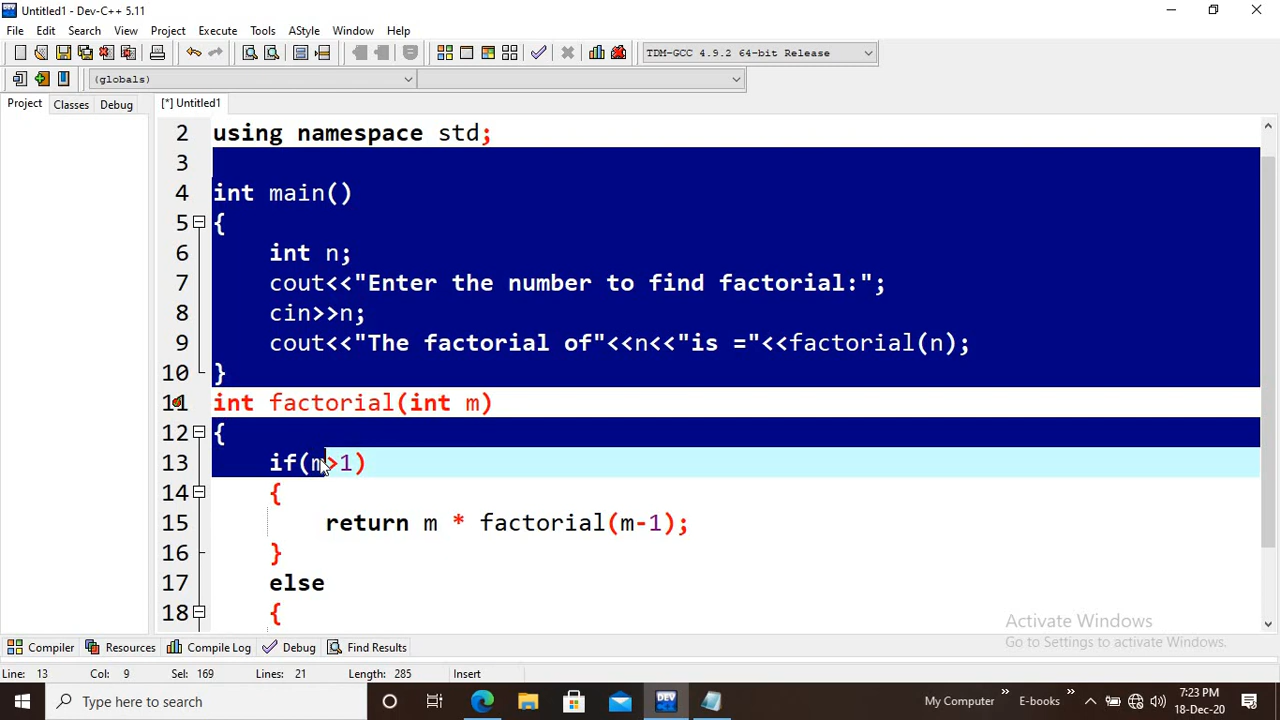 Untitled1 - Dev-C++ 5.11
File Edit Search View Project Execute Tools AStyle Window Help
TDM-GCC 4.9.2 64-bit Release
(globals)
Project Classes Debug [*] Untitled1
2 using namespace std;
3
4 int main()
5 {
6 int n;
7 cout<<"Enter the number to find factorial:";
8 cin>>n;
9 cout<<"The factorial of"<<n<<"is ="<<factorial(n);
10 }
11 int factorial(int m)
12 {
13 if(m>1)
14 {
15 return m * factorial(m-1);
16 }
17 else
18 {
Activate Windows
Go to Settings to activate Windows.
Compiler Resources Compile Log Debug Find Results
Line: 13 Col: 9 Sel: 169 Lines: 21 Length: 285 Insert
Type here to search
DEV
My Computer
E-books
7:23 PM
18-Dec-20